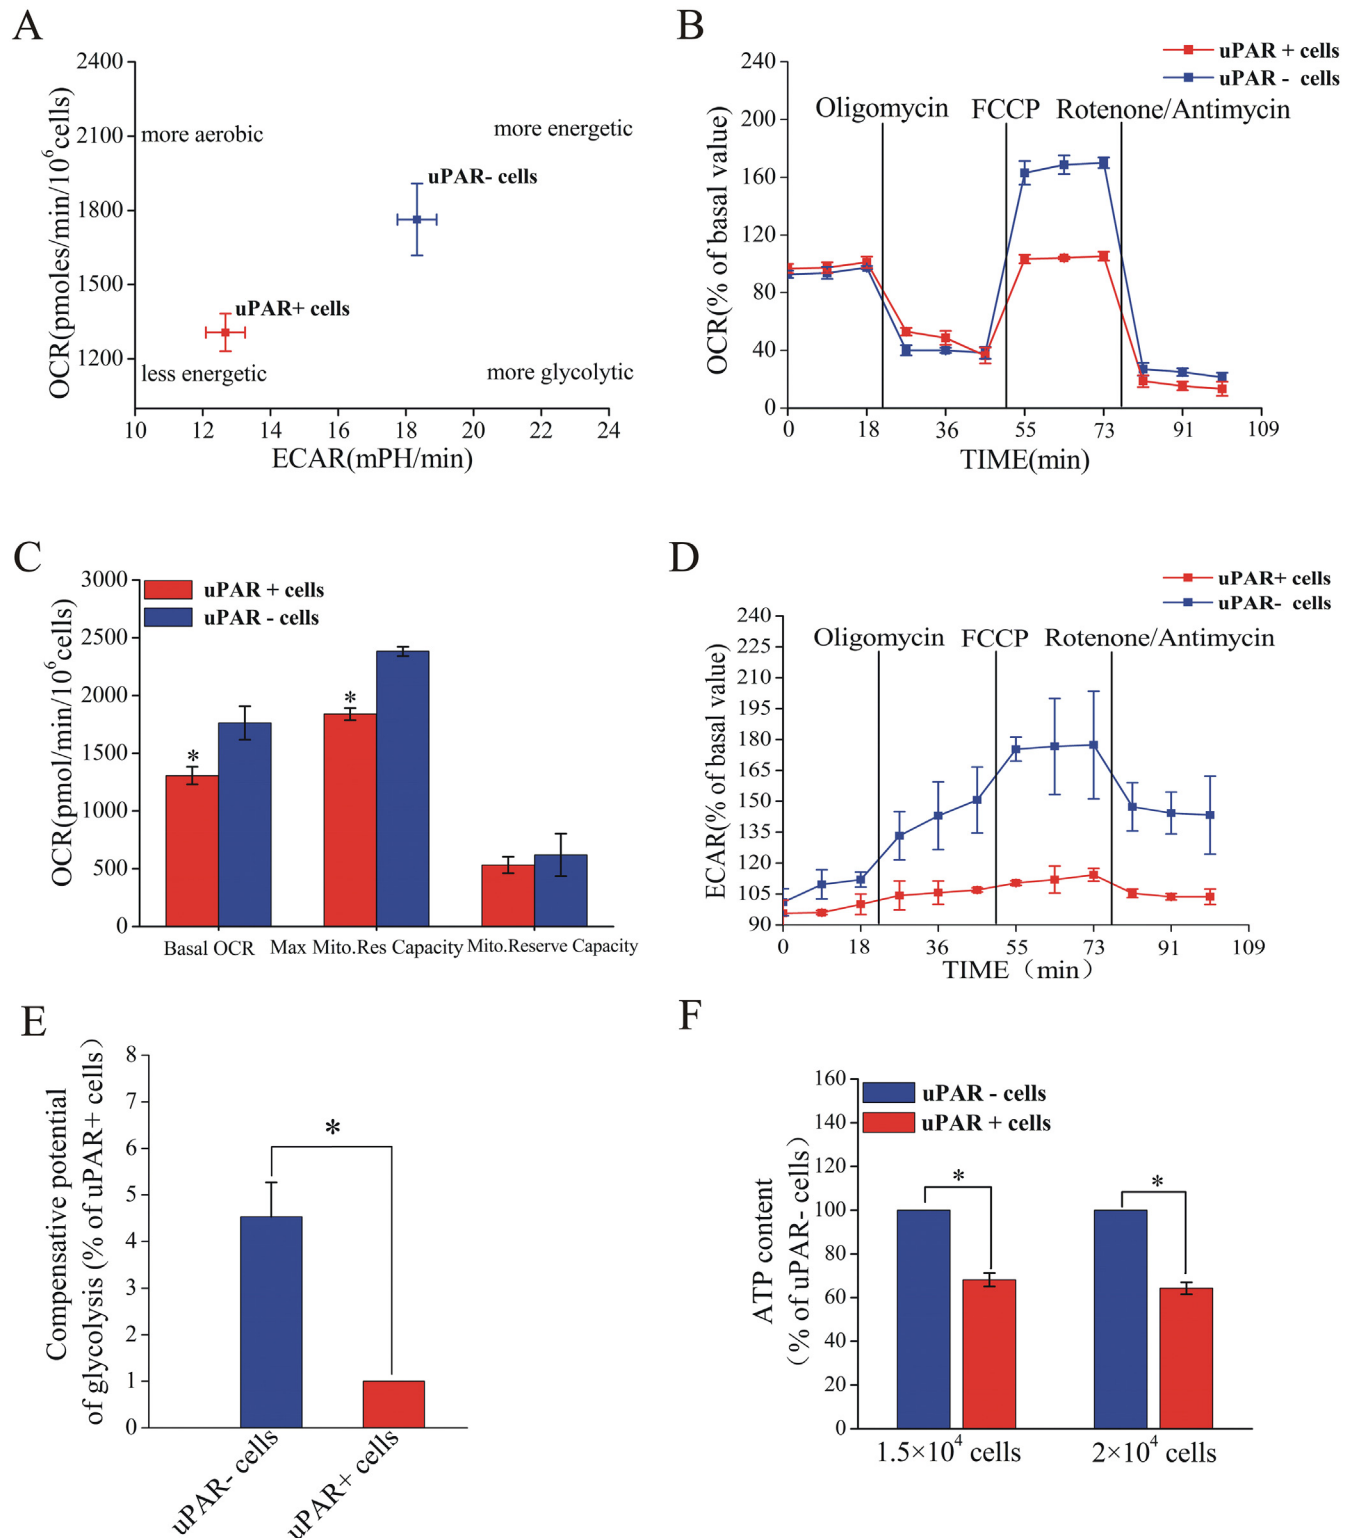 A
OCR(pmoles/min/10⁶cells)
2400
2100
1800
1500
1200
more aerobic
more energetic
uPAR- cells
uPAR+ cells
less energetic
more glycolytic
10 12 14 16 18 20 22 24
ECAR(mPH/min)
B
uPAR + cells
uPAR - cells
OCR(% of basal value)
240
200
160
120
80
40
0
Oligomycin FCCP Rotenone/Antimycin
0 18 36 55 73 91 109
TIME(min)
C
OCR(pmol/min/10⁶cells)
3000
2500
2000
1500
1000
500
0
uPAR + cells
uPAR - cells
*
*
Basal OCR Max Mito.Res Capacity Mito.Reserve Capacity
D
uPAR+ cells
uPAR- cells
ECAR(% of basal value)
240
225
210
195
180
165
150
135
120
105
90
Oligomycin FCCP Rotenone/Antimycin
0 18 36 55 73 91 109
TIME（min）
E
Compensative potential
of glycolysis (% of uPAR+ cells)
8
7
6
5
4
3
2
1
0
*
uPAR- cells
uPAR+ cells
F
ATP content
（% of uPAR- cells）
160
140
120
100
80
60
40
20
0
uPAR - cells
uPAR + cells
*
*
1.5×10⁴ cells 2×10⁴ cells